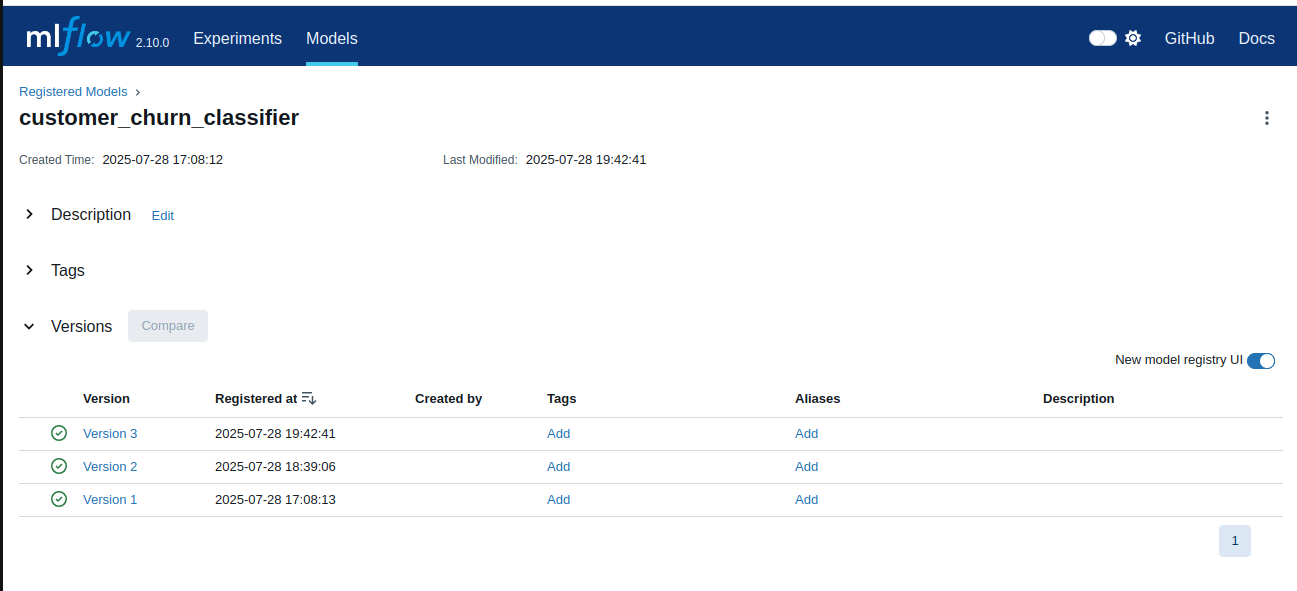 mlflow 2.10.0 Experiments Models GitHub Docs
Registered Models ›
customer_churn_classifier
Created Time: 2025-07-28 17:08:12 Last Modified: 2025-07-28 19:42:41
Description Edit
Tags
Versions Compare
New model registry UI
Version Registered at Created by Tags Aliases Description
Version 3 2025-07-28 19:42:41 Add Add
Version 2 2025-07-28 18:39:06 Add Add
Version 1 2025-07-28 17:08:13 Add Add
1